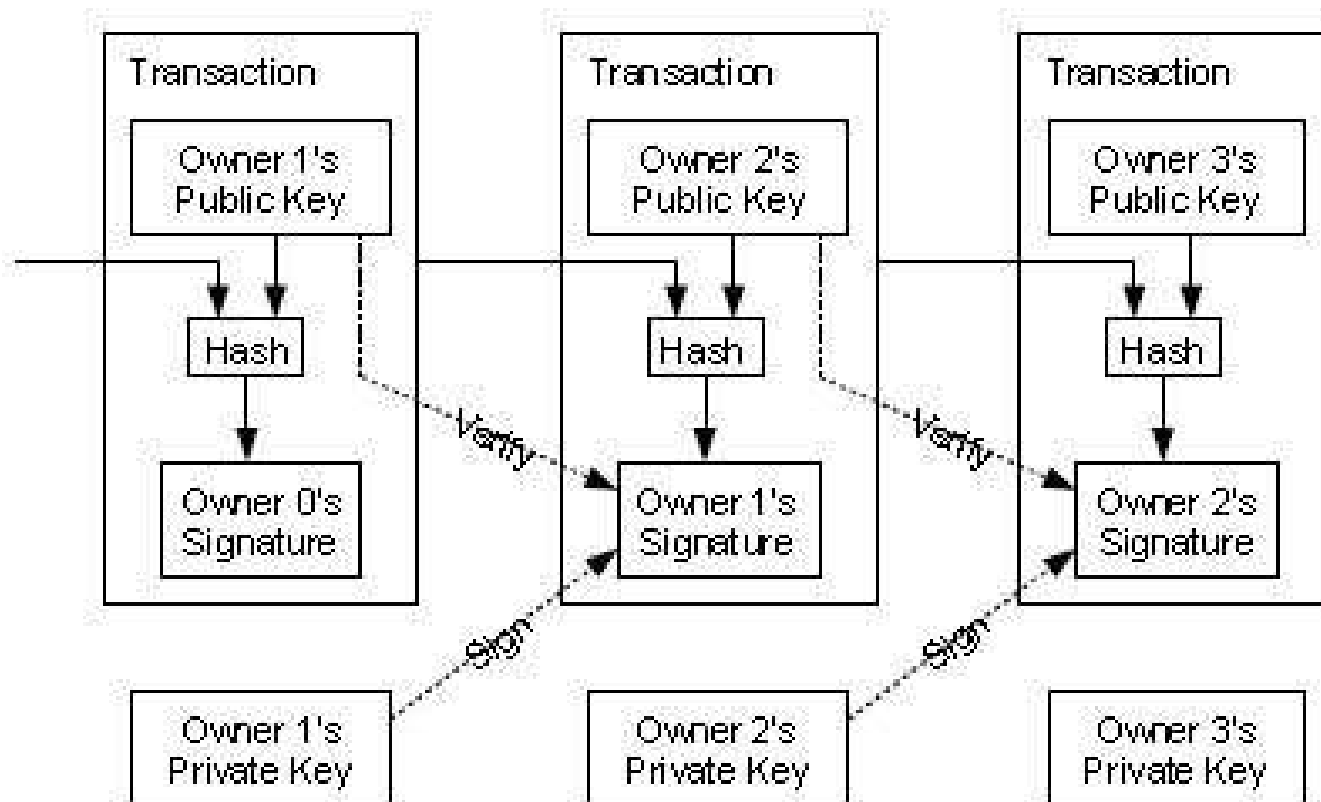 Transaction
Transaction
Transaction
Owner 1's
Public Key
Owner 2's
Public Key
Owner 3's
Public Key
Hash
Hash
Hash
Verify
Verify
Owner 0's
Signature
Owner 1's
Signature
Owner 2's
Signature
Sign
Sign
Owner 1's
Private Key
Owner 2's
Private Key
Owner 3's
Private Key